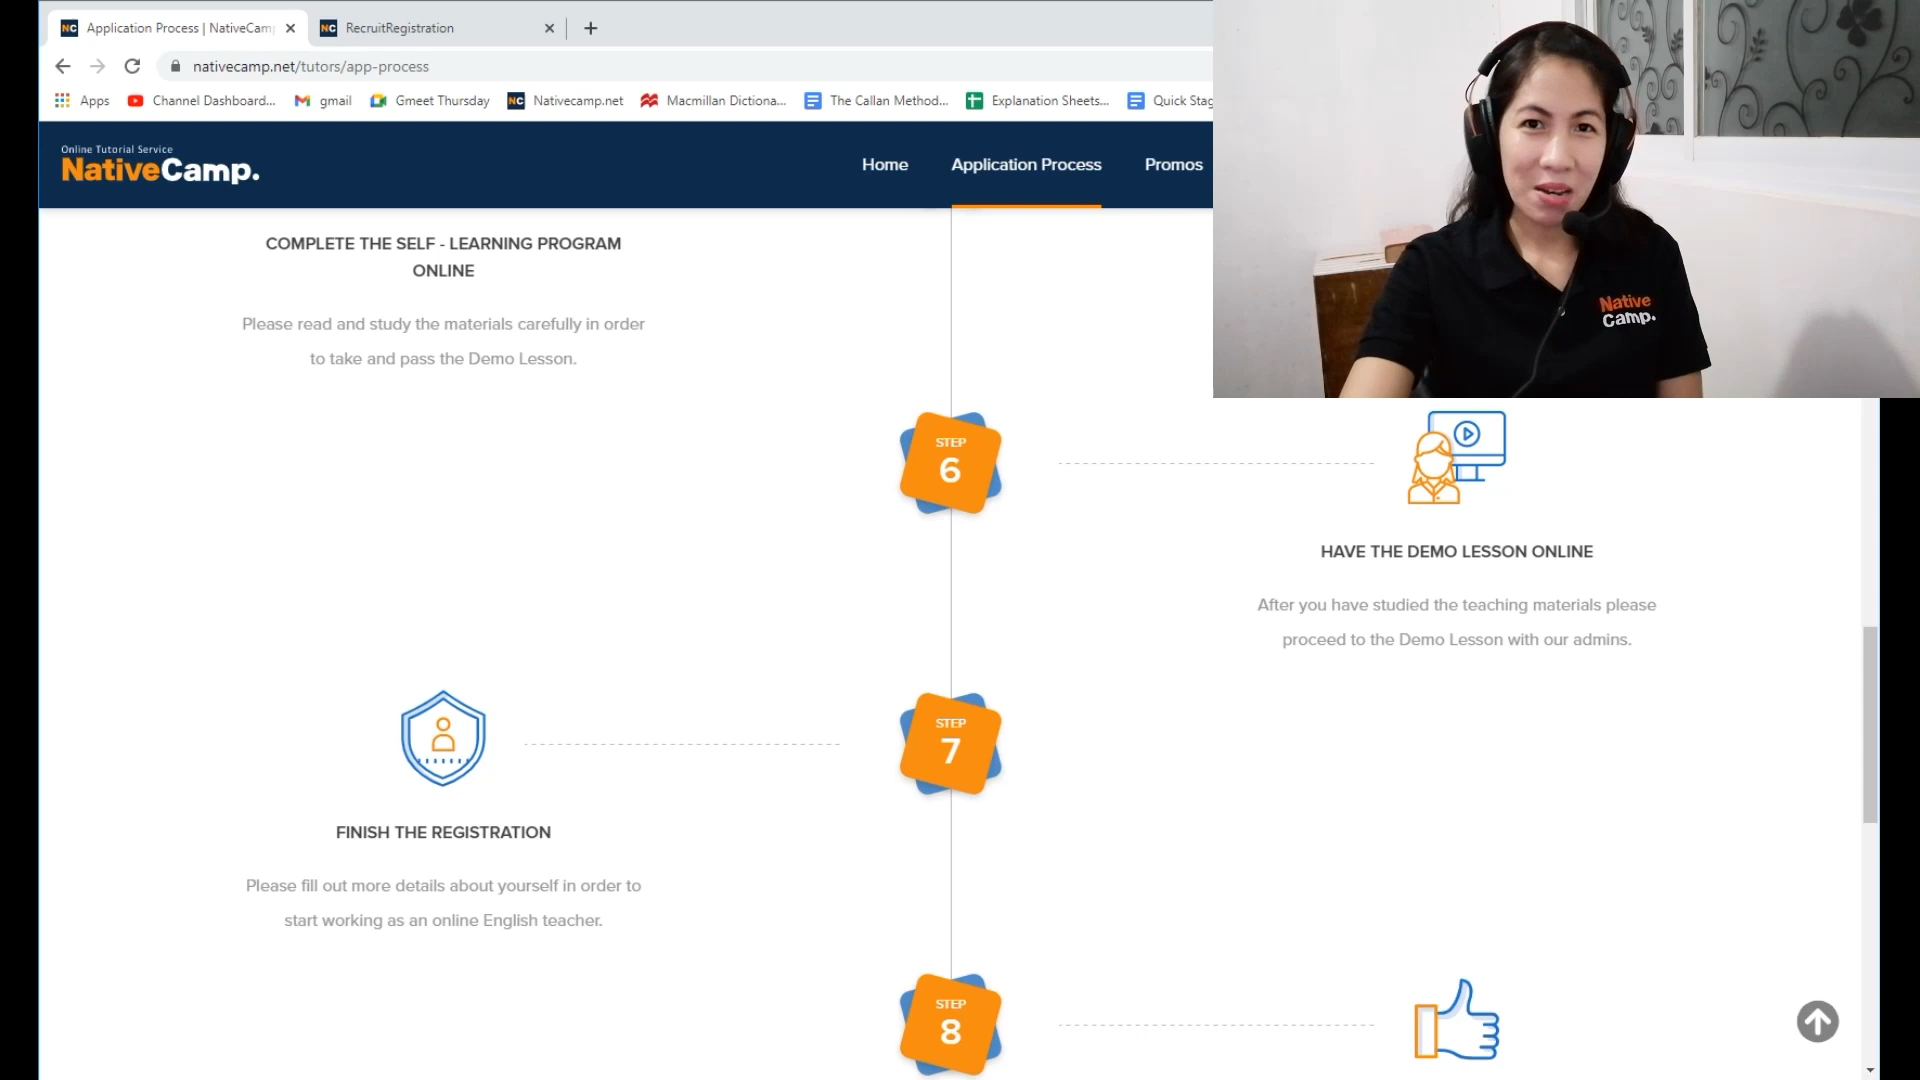 Application Process | NativeCam
RecruitRegistration
nativecamp.net/tutors/app-process
Apps
Channel Dashboard...
gmail
Gmeet Thursday
NC
Nativecamp.net
Macmillan Dictiona...
The Callan Method...
Explanation Sheets...
Quick Stag
Online Tutorial Service
NativeCamp.
Home
Application Process
Promos
Native
Camp.
COMPLETE THE SELF - LEARNING PROGRAM
ONLINE
Please read and study the materials carefully in order
to take and pass the Demo Lesson.
STEP
6
HAVE THE DEMO LESSON ONLINE
After you have studied the teaching materials please
proceed to the Demo Lesson with our admins.
STEP
7
FINISH THE REGISTRATION
Please fill out more details about yourself in order to
start working as an online English teacher.
STEP
8